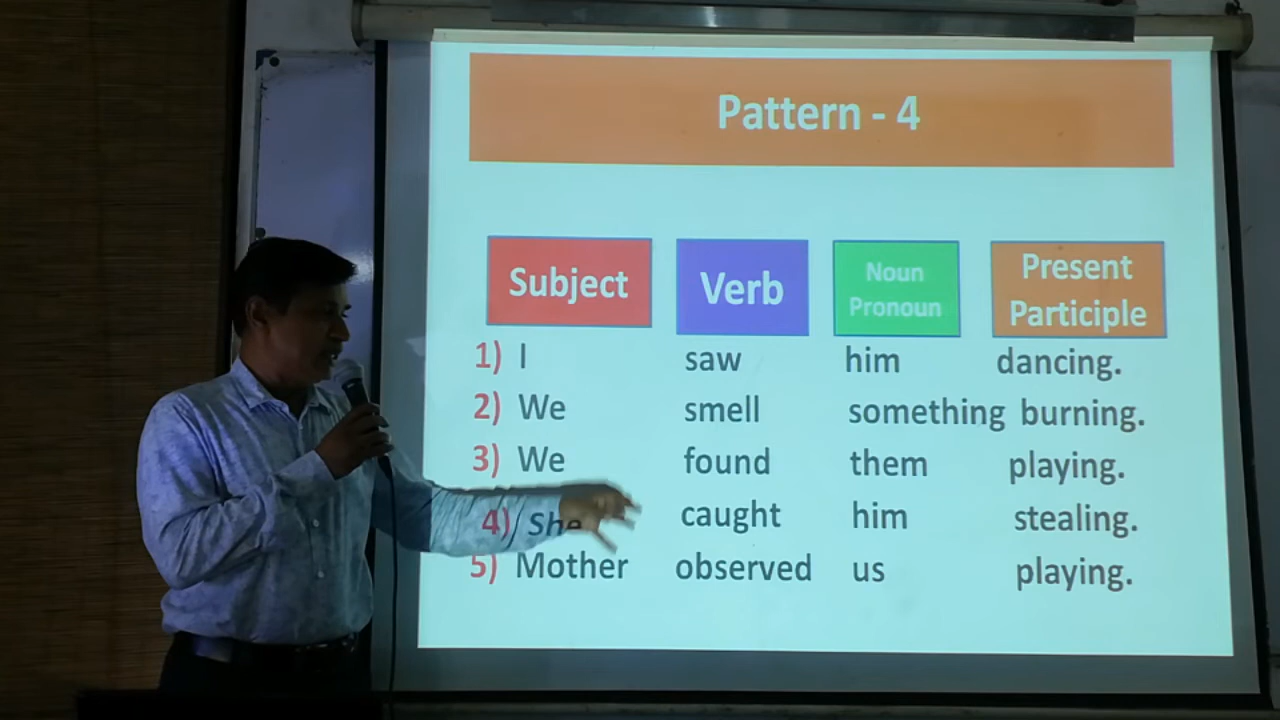 Pattern - 4
Subject Verb Noun Pronoun Present Participle
1) I saw him dancing.
2) We smell something burning.
3) We found them playing.
4) She caught him stealing.
5) Mother observed us playing.